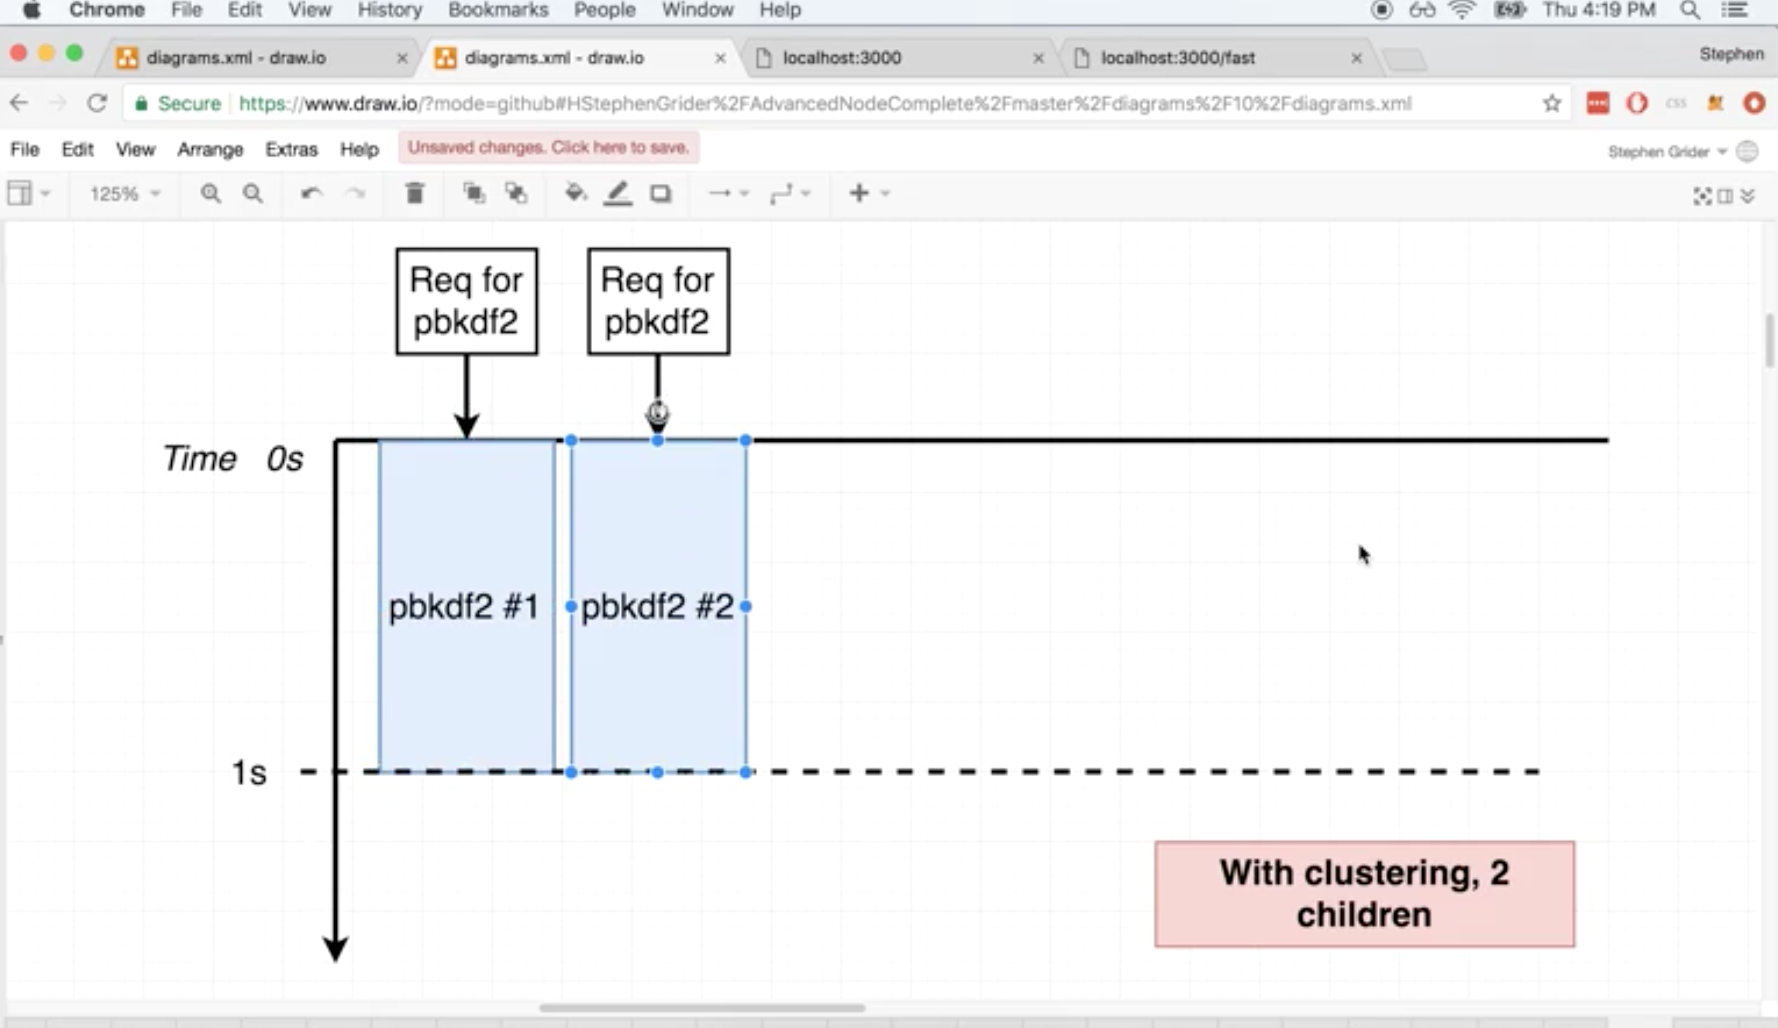 Chrome File Edit View History Bookmarks People Window Help Thu 4:19 PM
diagrams.xml - draw.io diagrams.xml - draw.io localhost:3000 localhost:3000/fast Stephen
Secure https://www.draw.io/?mode=github#HStephenGrider%2FAdvancedNodeComplete%2Fmaster%2Fdiagrams%2F10%2Fdiagrams.xml CSS
File Edit View Arrange Extras Help Unsaved changes. Click here to save. Stephen Grider
125%
Req for
pbkdf2
Req for
pbkdf2
Time 0s
pbkdf2 #1
pbkdf2 #2
1s
With clustering, 2
children